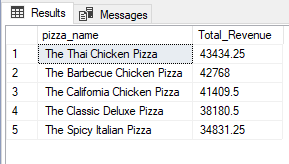 Results Messages
pizza_name Total_Revenue
1 The Thai Chicken Pizza 43434.25
2 The Barbecue Chicken Pizza 42768
3 The California Chicken Pizza 41409.5
4 The Classic Deluxe Pizza 38180.5
5 The Spicy Italian Pizza 34831.25